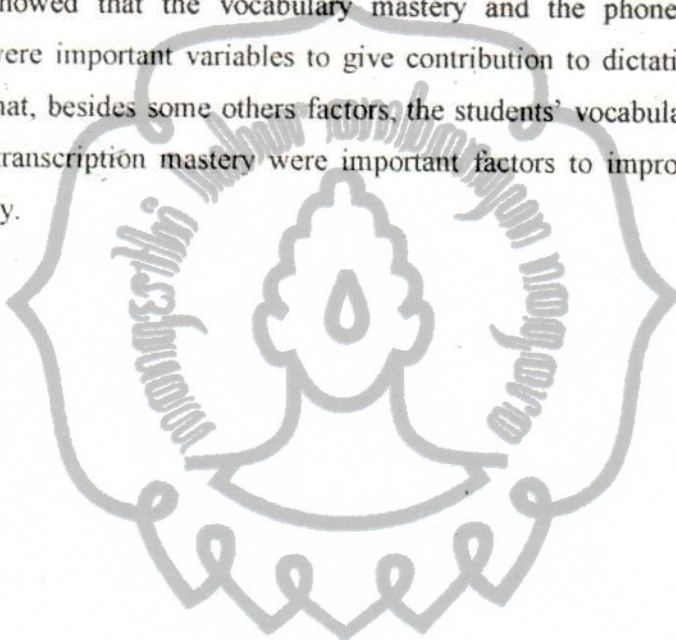 showed that the vocabulary mastery and the phone
were important variables to give contribution to dictati
hat, besides some others factors, the students' vocabula
transcription mastery were important factors to impro
y.